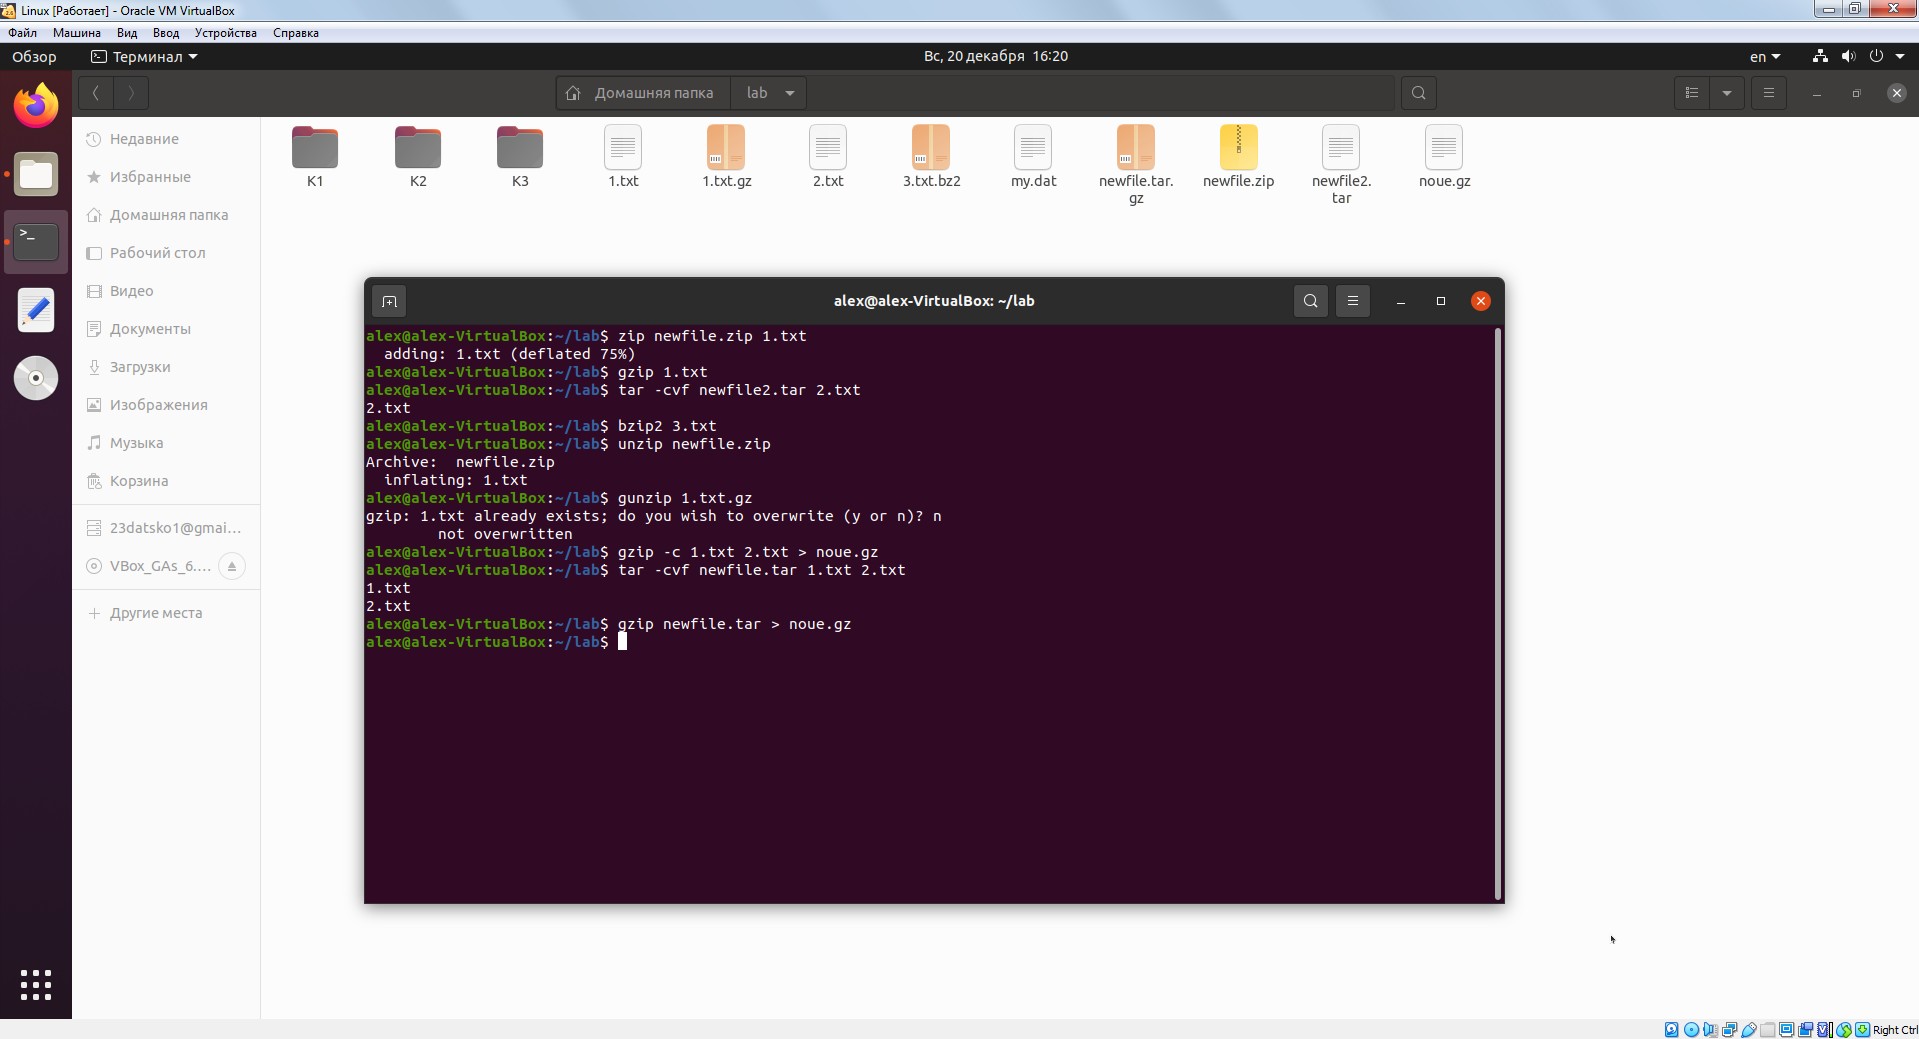 Linux [Работает] - Oracle VM VirtualBox
Файл Машина Вид Ввод Устройства Справка
Обзор Терминал Вс, 20 декабря 16:20 en
Домашняя папка lab
Недавние
Избранные
Домашняя папка
Рабочий стол
Видео
Документы
Загрузки
Изображения
Музыка
Корзина
23datsko1@gmai...
VBox_GAs_6....
Другие места
K1 K2 K3 1.txt 1.txt.gz 2.txt 3.txt.bz2 my.dat newfile.tar. newfile.zip newfile2. noue.gz
gz tar
alex@alex-VirtualBox: ~/lab
alex@alex-VirtualBox:~/lab$ zip newfile.zip 1.txt
adding: 1.txt (deflated 75%)
alex@alex-VirtualBox:~/lab$ gzip 1.txt
alex@alex-VirtualBox:~/lab$ tar -cvf newfile2.tar 2.txt
2.txt
alex@alex-VirtualBox:~/lab$ bzip2 3.txt
alex@alex-VirtualBox:~/lab$ unzip newfile.zip
Archive:  newfile.zip
inflating: 1.txt
alex@alex-VirtualBox:~/lab$ gunzip 1.txt.gz
gzip: 1.txt already exists; do you wish to overwrite (y or n)? n
not overwritten
alex@alex-VirtualBox:~/lab$ gzip -c 1.txt 2.txt > noue.gz
alex@alex-VirtualBox:~/lab$ tar -cvf newfile.tar 1.txt 2.txt
1.txt
2.txt
alex@alex-VirtualBox:~/lab$ gzip newfile.tar > noue.gz
alex@alex-VirtualBox:~/lab$
Right Ctrl